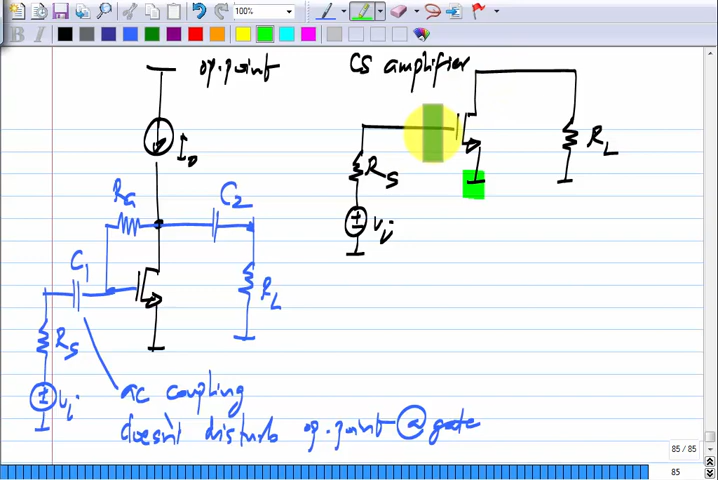 100%
B I
op.point
CS amplifier
I₀
R_L
R_S
v_i
R_G
C_2
C_1
R_L
R_S
v_i
ac coupling
doesn't disturb op.point @ gate
85 / 85
85